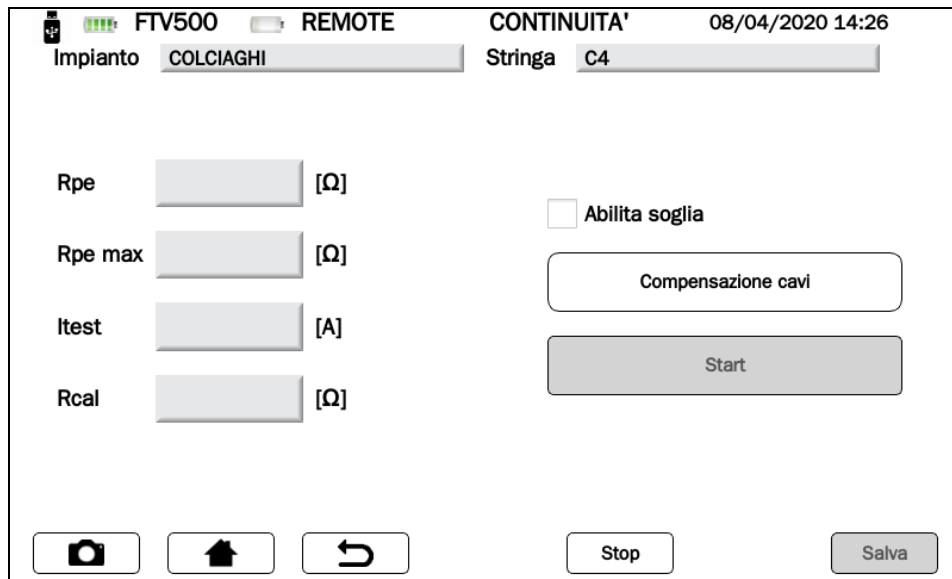 FTV500 REMOTE CONTINUITA' 08/04/2020 14:26
Impianto COLCIAGHI Stringa C4
Rpe [Ω]
Abilita soglia
Rpe max [Ω]
Compensazione cavi
Itest [A]
Start
Rcal [Ω]
Stop Salva